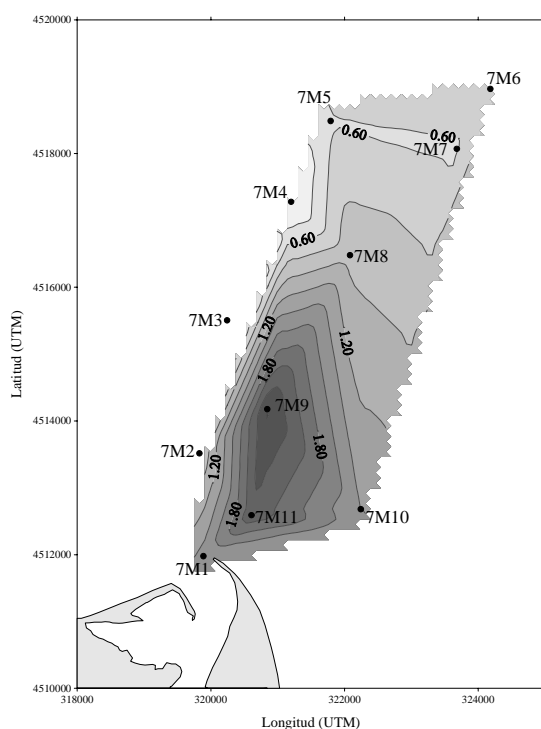 4520000
7M6
7M5
0.60
0.60
4518000
7M7
7M4
0.60
7M8
4516000
7M3
1.20
1.20
1.80
Latitud (UTM)
4514000
7M9
7M2
1.80
1.20
1.80
7M11
7M10
4512000
7M1
4510000
318000
320000
322000
324000
Longitud (UTM)